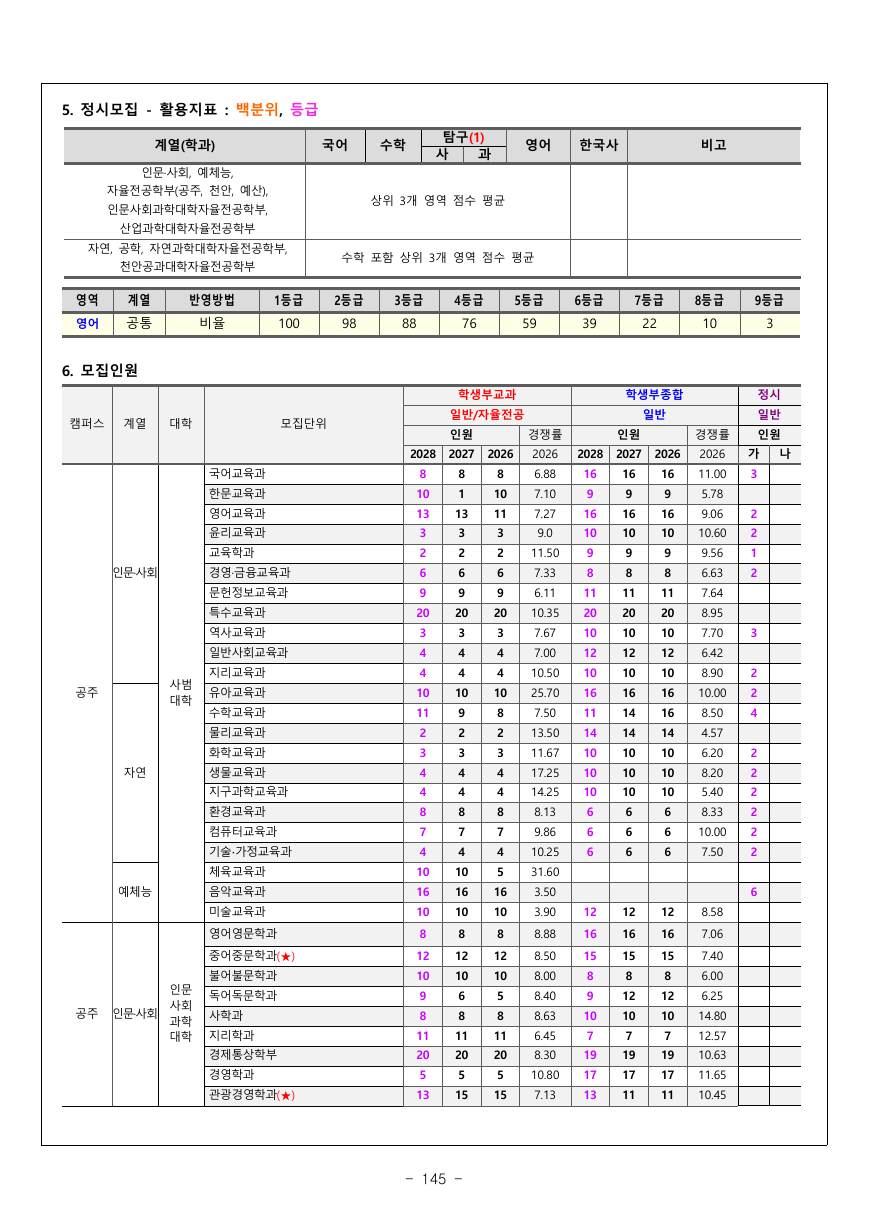 5. 정시모집 - 활용지표 : 백분위, 등급
계열(학과) 국어 수학 탐구(1) 영어 한국사 비고
사 과
인문·사회, 예체능,
자율전공학부(공주, 천안, 예산),
인문사회과학대학자율전공학부,
산업과학대학자율전공학부
상위 3개 영역 점수 평균
자연, 공학, 자연과학대학자율전공학부,
천안공과대학자율전공학부
수학 포함 상위 3개 영역 점수 평균
영역 계열 반영방법 1등급 2등급 3등급 4등급 5등급 6등급 7등급 8등급 9등급
영어 공통 비율 100 98 88 76 59 39 22 10 3
6. 모집인원
캠퍼스 계열 대학 모집단위 학생부교과 학생부종합 정시
일반/자율전공 일반 일반
인원 경쟁률 인원 경쟁률 인원
2028 2027 2026 2026 2028 2027 2026 2026 가 나
공주
인문·사회
사범
대학
국어교육과 8 8 8 6.88 16 16 16 11.00 3
한문교육과 10 1 10 7.10 9 9 9 5.78
영어교육과 13 13 11 7.27 16 16 16 9.06 2
윤리교육과 3 3 3 9.0 10 10 10 10.60 2
교육학과 2 2 2 11.50 9 9 9 9.56 1
경영·금융교육과 6 6 6 7.33 8 8 8 6.63 2
문헌정보교육과 9 9 9 6.11 11 11 11 7.64
특수교육과 20 20 20 10.35 20 20 20 8.95
역사교육과 3 3 3 7.67 10 10 10 7.70 3
일반사회교육과 4 4 4 7.00 12 12 12 6.42
지리교육과 4 4 4 10.50 10 10 10 8.90 2
자연
유아교육과 10 10 10 25.70 16 16 16 10.00 2
수학교육과 11 9 8 7.50 11 14 16 8.50 4
물리교육과 2 2 2 13.50 14 14 14 4.57
화학교육과 3 3 3 11.67 10 10 10 6.20 2
생물교육과 4 4 4 17.25 10 10 10 8.20 2
지구과학교육과 4 4 4 14.25 10 10 10 5.40 2
환경교육과 8 8 8 8.13 6 6 6 8.33 2
컴퓨터교육과 7 7 7 9.86 6 6 6 10.00 2
기술·가정교육과 4 4 4 10.25 6 6 6 7.50 2
예체능
체육교육과 10 10 5 31.60
음악교육과 16 16 16 3.50 6
미술교육과 10 10 10 3.90 12 12 12 8.58
공주
인문·사회
인문
사회
과학
대학
영어영문학과 8 8 8 8.88 16 16 16 7.06
중어중문학과(★) 12 12 12 8.50 15 15 15 7.40
불어불문학과 10 10 10 8.00 8 8 8 6.00
독어독문학과 9 6 5 8.40 9 12 12 6.25
사학과 8 8 8 8.63 10 10 10 14.80
지리학과 11 11 11 6.45 7 7 7 12.57
경제통상학부 20 20 20 8.30 19 19 19 10.63
경영학과 5 5 5 10.80 17 17 17 11.65
관광경영학과(★) 13 15 15 7.13 13 11 11 10.45
- 145 -